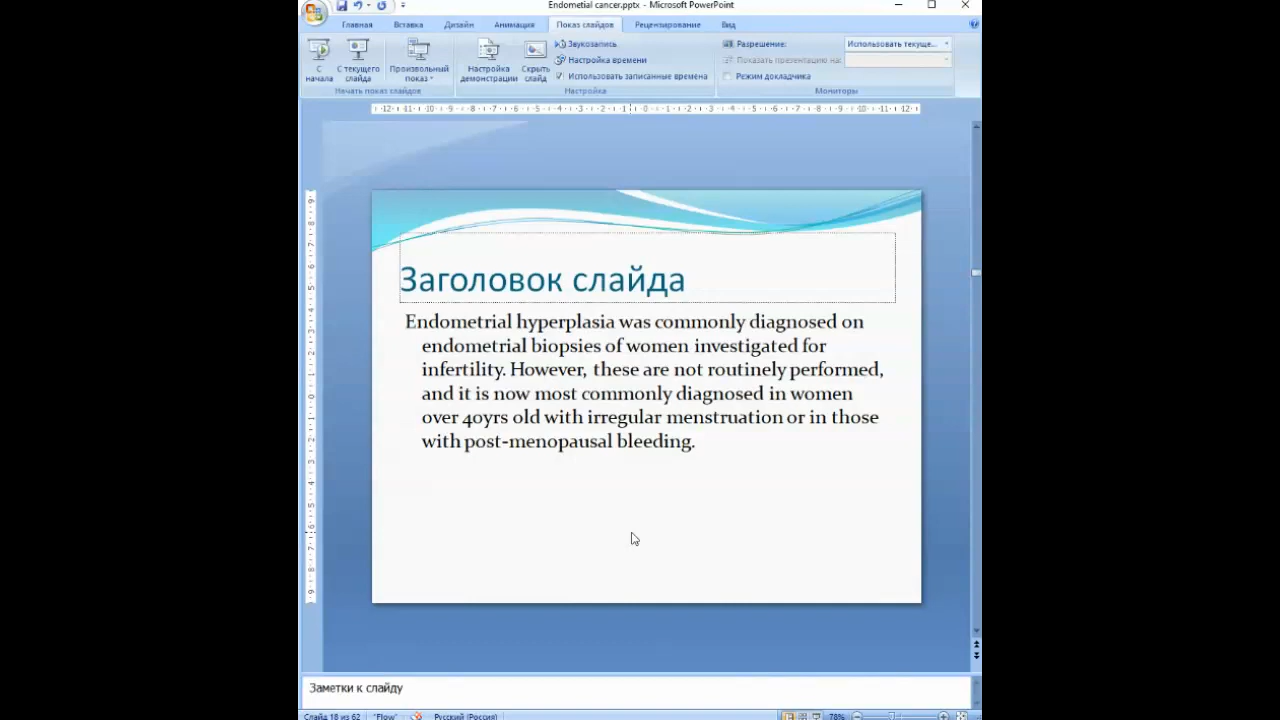 Endometial cancer.pptx - Microsoft PowerPoint
Главная Вставка Дизайн Анимация Показ слайдов Рецензирование Вид
С начала
С текущего слайда
Произвольный показ
Начать показ слайдов
Настройка демонстрации
Скрыть слайд
Звукозапись
Настройка времени
Использовать записанные времена
Настройка
Разрешение: Использовать текуще...
Показать презентацию на:
Режим докладчика
Мониторы
Заголовок слайда
Endometrial hyperplasia was commonly diagnosed on
endometrial biopsies of women investigated for
infertility. However, these are not routinely performed,
and it is now most commonly diagnosed in women
over 40yrs old with irregular menstruation or in those
with post-menopausal bleeding.
Заметки к слайду
Слайд 18 из 62 "Flow" Русский (Россия) 78%